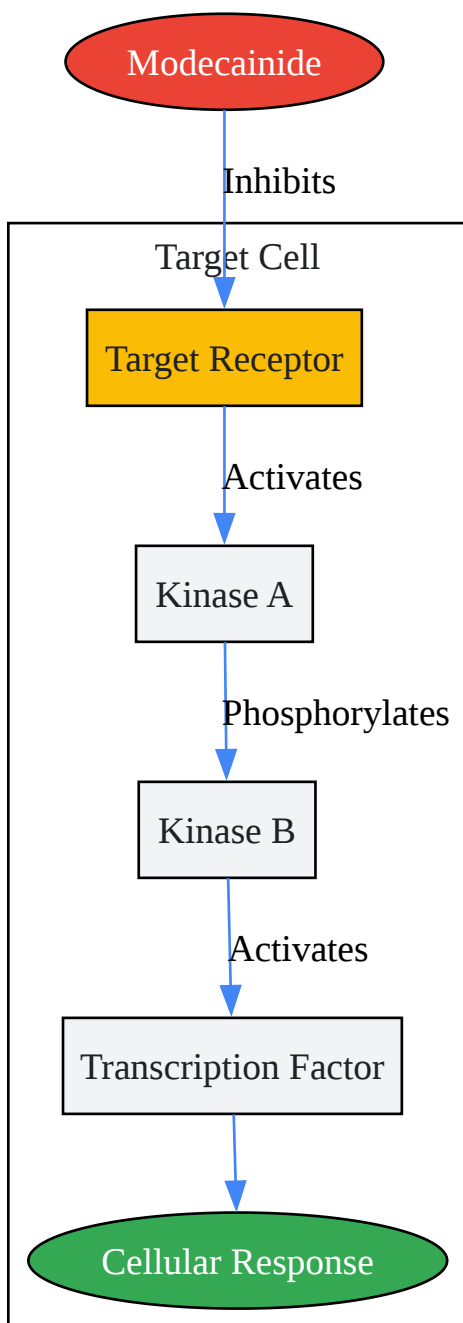 Modecainide
Inhibits
Target Cell
Target Receptor
Activates
Kinase A
Phosphorylates
Kinase B
Activates
Transcription Factor
Cellular Response